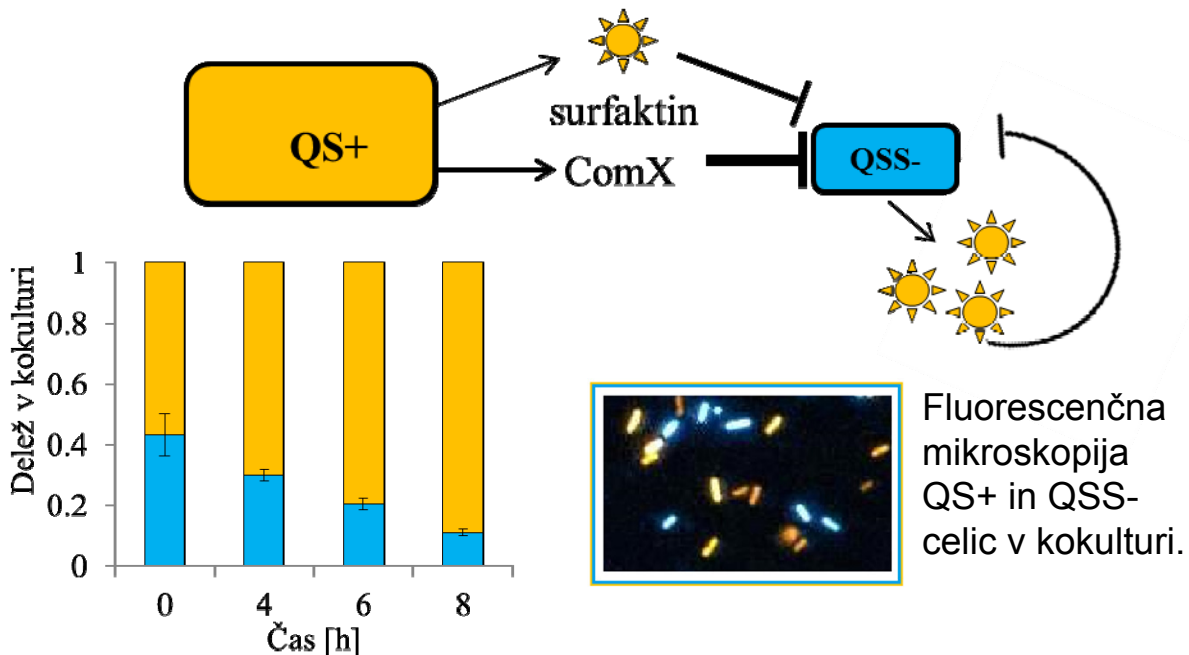 QS+
surfaktin
ComX
QSS-
Delež v kokulturi
1
0.8
0.6
0.4
0.2
0
0 4 6 8
Čas [h]
Fluorescenčna
mikroskopija
QS+ in QSS-
celic v kokulturi.